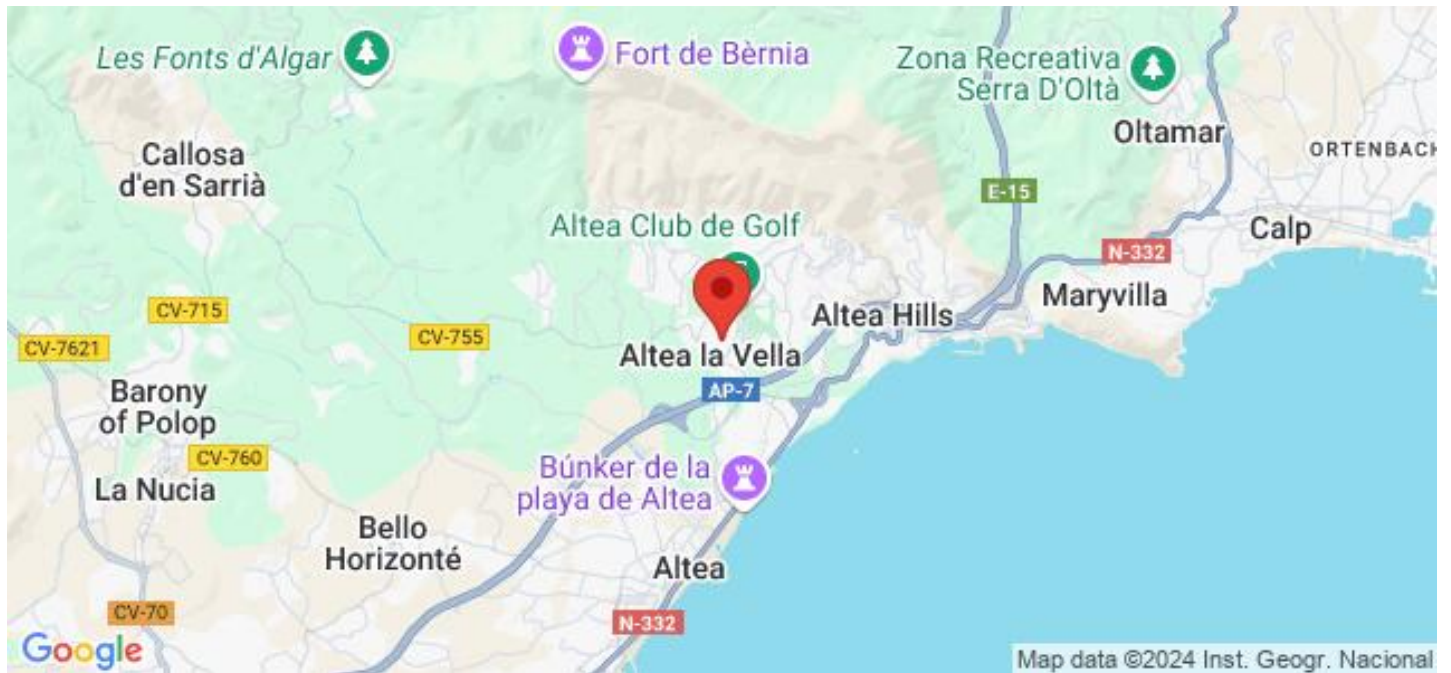 Les Fonts d'Algar
Fort de Bèrnia
Zona Recreativa
Serra D'Oltà
Oltamar
ORTENBACH
Callosa
d'en Sarrià
E-15
Altea Club de Golf
Calp
N-332
Maryvilla
CV-715
Altea Hills
CV-755
CV-7621
Altea la Vella
AP-7
Barony
of Polop
CV-760
La Nucia
Búnker de la
playa de Altea
Bello
Horizonté
Altea
CV-70
N-332
Google
Map data ©2024 Inst. Geogr. Nacional